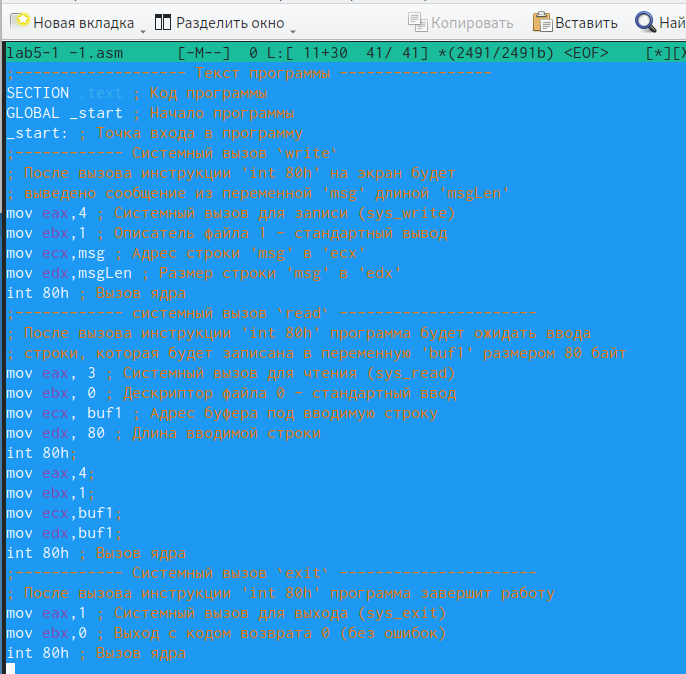 Новая вкладка Разделить окно Копировать Вставить Най
lab5-1 -1.asm [-M--] 0 L:[ 11+30 41/ 41] *(2491/2491b) <EOF> [*][X
;------------------- Текст программы -----------------
SECTION .text ; Код программы
GLOBAL _start ; Начало программы
_start: ; Точка входа в программу
;------------ Системный вызов `write`
; После вызова инструкции 'int 80h' на экран будет
; выведено сообщение из переменной 'msg' длиной 'msgLen'
mov eax,4 ; Системный вызов для записи (sys_write)
mov ebx,1 ; Описатель файла 1 - стандартный вывод
mov ecx,msg ; Адрес строки 'msg' в 'ecx'
mov edx,msgLen ; Размер строки 'msg' в 'edx'
int 80h ; Вызов ядра
;------------ системный вызов `read` ----------------------
; После вызова инструкции 'int 80h' программа будет ожидать ввода
; строки, которая будет записана в переменную 'buf1' размером 80 байт
mov eax, 3 ; Системный вызов для чтения (sys_read)
mov ebx, 0 ; Дескриптор файла 0 - стандартный ввод
mov ecx, buf1 ; Адрес буфера под вводимую строку
mov edx, 80 ; Длина вводимой строки
int 80h;
mov eax,4;
mov ebx,1;
mov ecx,buf1;
mov edx,buf1;
int 80h ; Вызов ядра
;------------ Системный вызов `exit` ----------------------
; После вызова инструкции 'int 80h' программа завершит работу
mov eax,1 ; Системный вызов для выхода (sys_exit)
mov ebx,0 ; Выход с кодом возврата 0 (без ошибок)
int 80h ; Вызов ядра